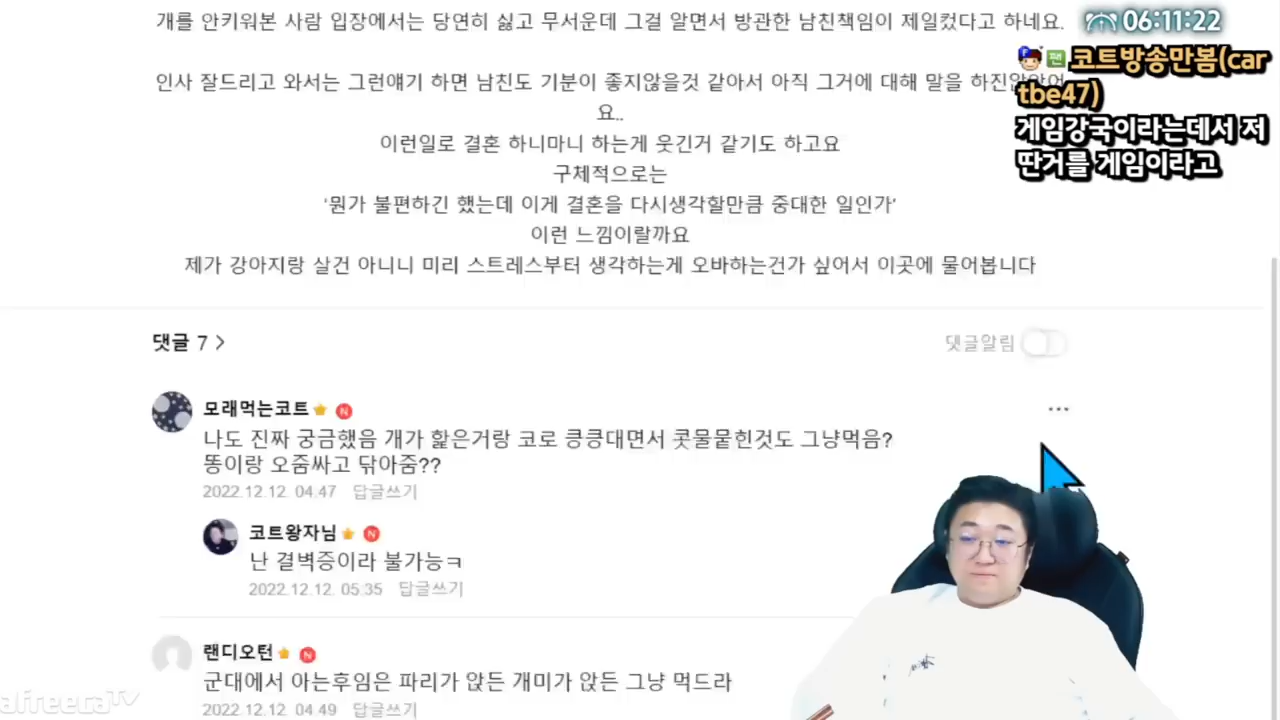 개를 안키워본 사람 입장에서는 당연히 싫고 무서운데 그걸 알면서 방관한 남친책임이 제일컸다고 하네요.
06:11:22
팬 코트방송만봄(car
tbe47)
게임강국이라는데서 저
딴거를 게임이라고
인사 잘드리고 와서는 그런얘기 하면 남친도 기분이 좋지않을것 같아서 아직 그거에 대해 말을 하진않았어
요..
이런일로 결혼 하니마니 하는게 웃긴거 같기도 하고요
구체적으로는
'뭔가 불편하긴 했는데 이게 결혼을 다시생각할만큼 중대한 일인가'
이런 느낌이랄까요
제가 강아지랑 살건 아니니 미리 스트레스부터 생각하는게 오바하는건가 싶어서 이곳에 물어봅니다
댓글 7 >
댓글알림
모래먹는코트 N
나도 진짜 궁금했음 개가 핥은거랑 코로 킁킁대면서 콧물뭍힌것도 그냥먹음?
똥이랑 오줌싸고 닦아줌??
2022.12.12. 04:47 답글쓰기
코트왕자님 N
난 결벽증이라 불가능ㅋ
2022.12.12. 05:35 답글쓰기
랜디오턴 N
군대에서 아는후임은 파리가 앉든 개미가 앉든 그냥 먹드라
2022.12.12. 04:49 답글쓰기
afreecaTV